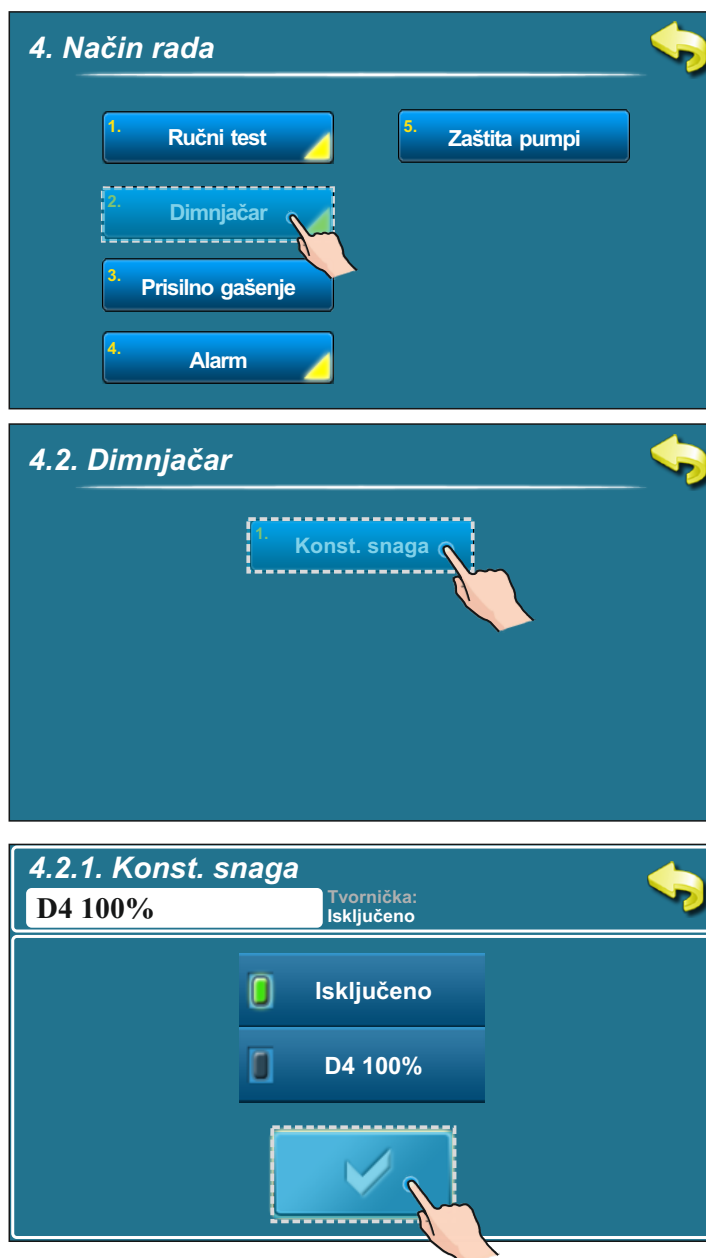 4. Način rada
1. Ručni test
5. Zaštita pumpi
2. Dimnjačar
3. Prisilno gašenje
4. Alarm
4.2. Dimnjačar
1. Konst. snaga
4.2.1. Konst. snaga
D4 100%
Tvornička:
Isključeno
Isključeno
D4 100%